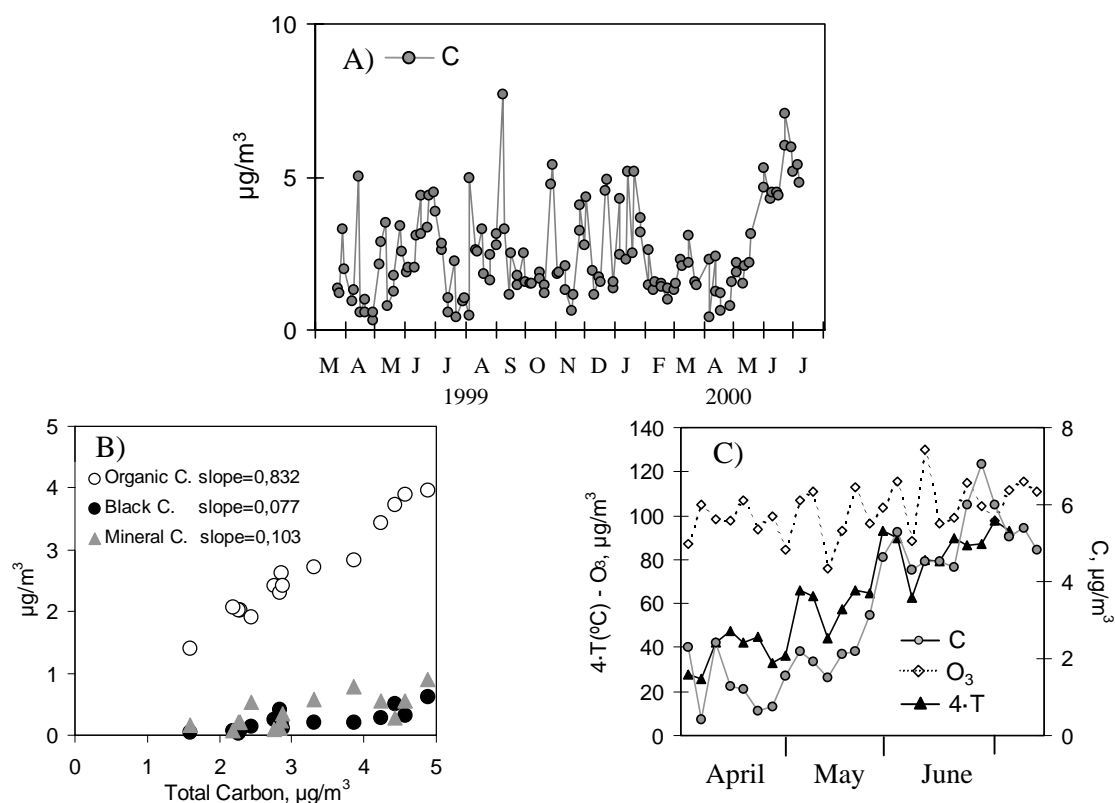 10
A)
C
µg/m³
5
0
M A M J J A S O N D J F M A M J J
1999 2000
B)
5
Organic C. slope=0,832
4
Black C. slope=0,077
Mineral C. slope=0,103
3
µg/m³
2
1
0
0 1 2 3 4 5
Total Carbon, µg/m³
C)
140
120
100
80
60
40
20
0
4·T(ºC) - O₃, µg/m³
8
6
4
2
0
C, µg/m³
C
O₃
4·T
April May June